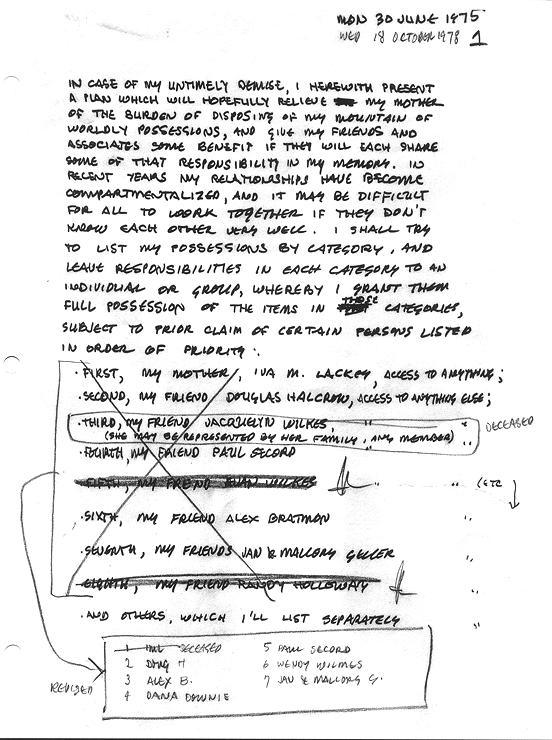 MON 30 JUNE 1975
WED 18 OCTOBER 1978 1
IN CASE OF MY UNTIMELY DEMISE, I HEREWITH PRESENT
A PLAN WHICH WILL HOPEFULLY RELIEVE MY MOTHER
OF THE BURDEN OF DISPOSING OF MY MOUNTAIN OF
WORLDLY POSSESSIONS, AND GIVE MY FRIENDS AND
ASSOCIATES SOME BENEFIT IF THEY WILL EACH SHARE
SOME OF THAT RESPONSIBILITY IN MY MEMORY. IN
RECENT YEARS MY RELATIONSHIPS HAVE BECOME
COMPARTMENTALIZED, AND IT MAY BE DIFFICULT
FOR ALL TO WORK TOGETHER IF THEY DON'T
KNOW EACH OTHER VERY WELL. I SHALL TRY
TO LIST MY POSSESSIONS BY CATEGORY, AND
LEAVE RESPONSIBILITIES IN EACH CATEGORY TO AN
INDIVIDUAL OR GROUP, WHEREBY I GRANT THEM
FULL POSSESSION OF THE ITEMS IN THOSE CATEGORIES,
SUBJECT TO PRIOR CLAIM OF CERTAIN PERSONS LISTED
IN ORDER OF PRIORITY:
· FIRST, MY MOTHER, IVA M. LACKEY, ACCESS TO ANYTHING;
· SECOND, MY FRIEND DOUGLAS HALCROW, ACCESS TO ANYTHING ELSE;
· THIRD, MY FRIEND JACQUELYN WILKES, " "
(SHE MAY BE REPRESENTED BY HER FAMILY, ANY MEMBER) " DECEASED
· FOURTH, MY FRIEND PAUL SECORD
· FIFTH, MY FRIEND WILKES " " (ETC
· SIXTH, MY FRIEND ALEX BRATMON "
· SEVENTH, MY FRIENDS JAN & MALLORY GELLER "
· EIGHTH, MY FRIEND RANDY HOLLOWAY "
· AND OTHERS, WHICH I'LL LIST SEPARATELY "
REVISED
1 IML DECEASED 5 PAUL SECORD
2 DOUG H 6 WENDY WILKES
3 ALEX B. 7 JAN & MALLORY G.
4 DANA DOWNIE